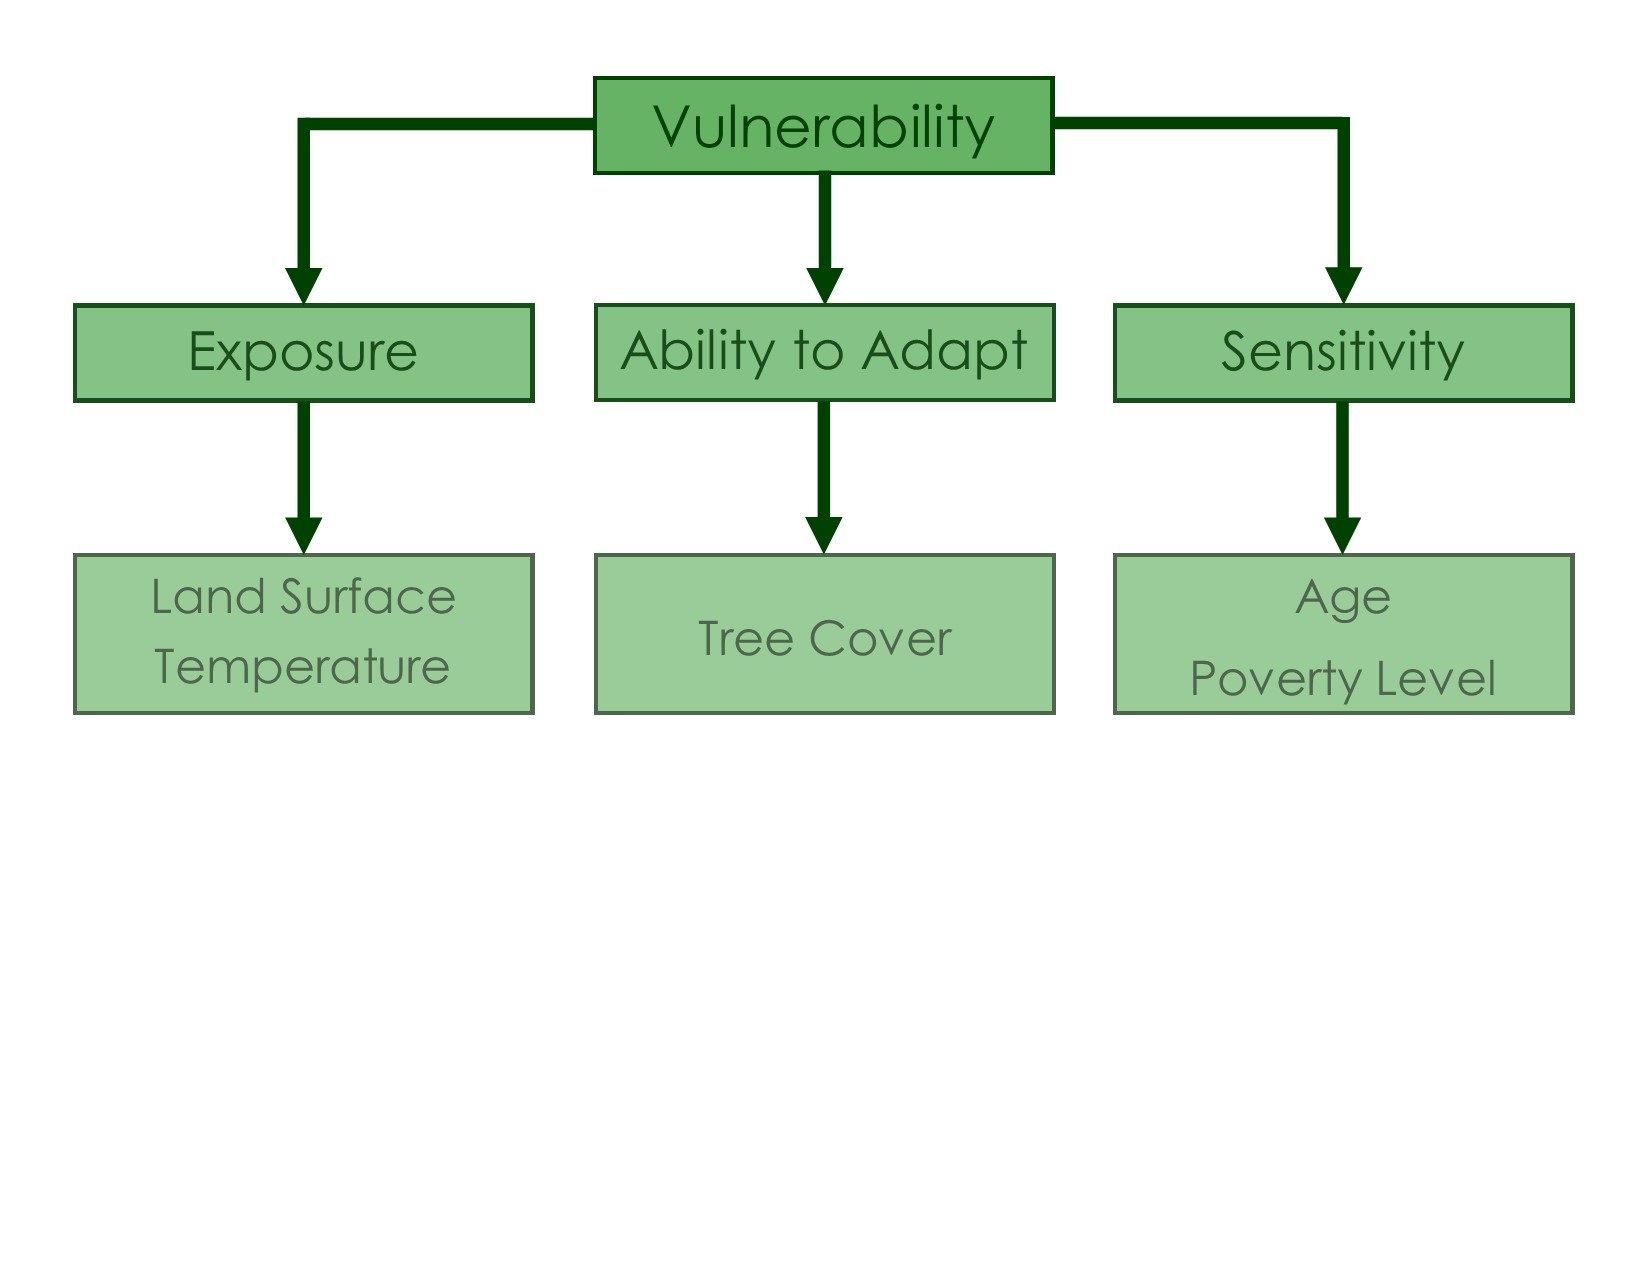 Vulnerability
Exposure
Ability to Adapt
Sensitivity
Land Surface
Temperature
Tree Cover
Age
Poverty Level